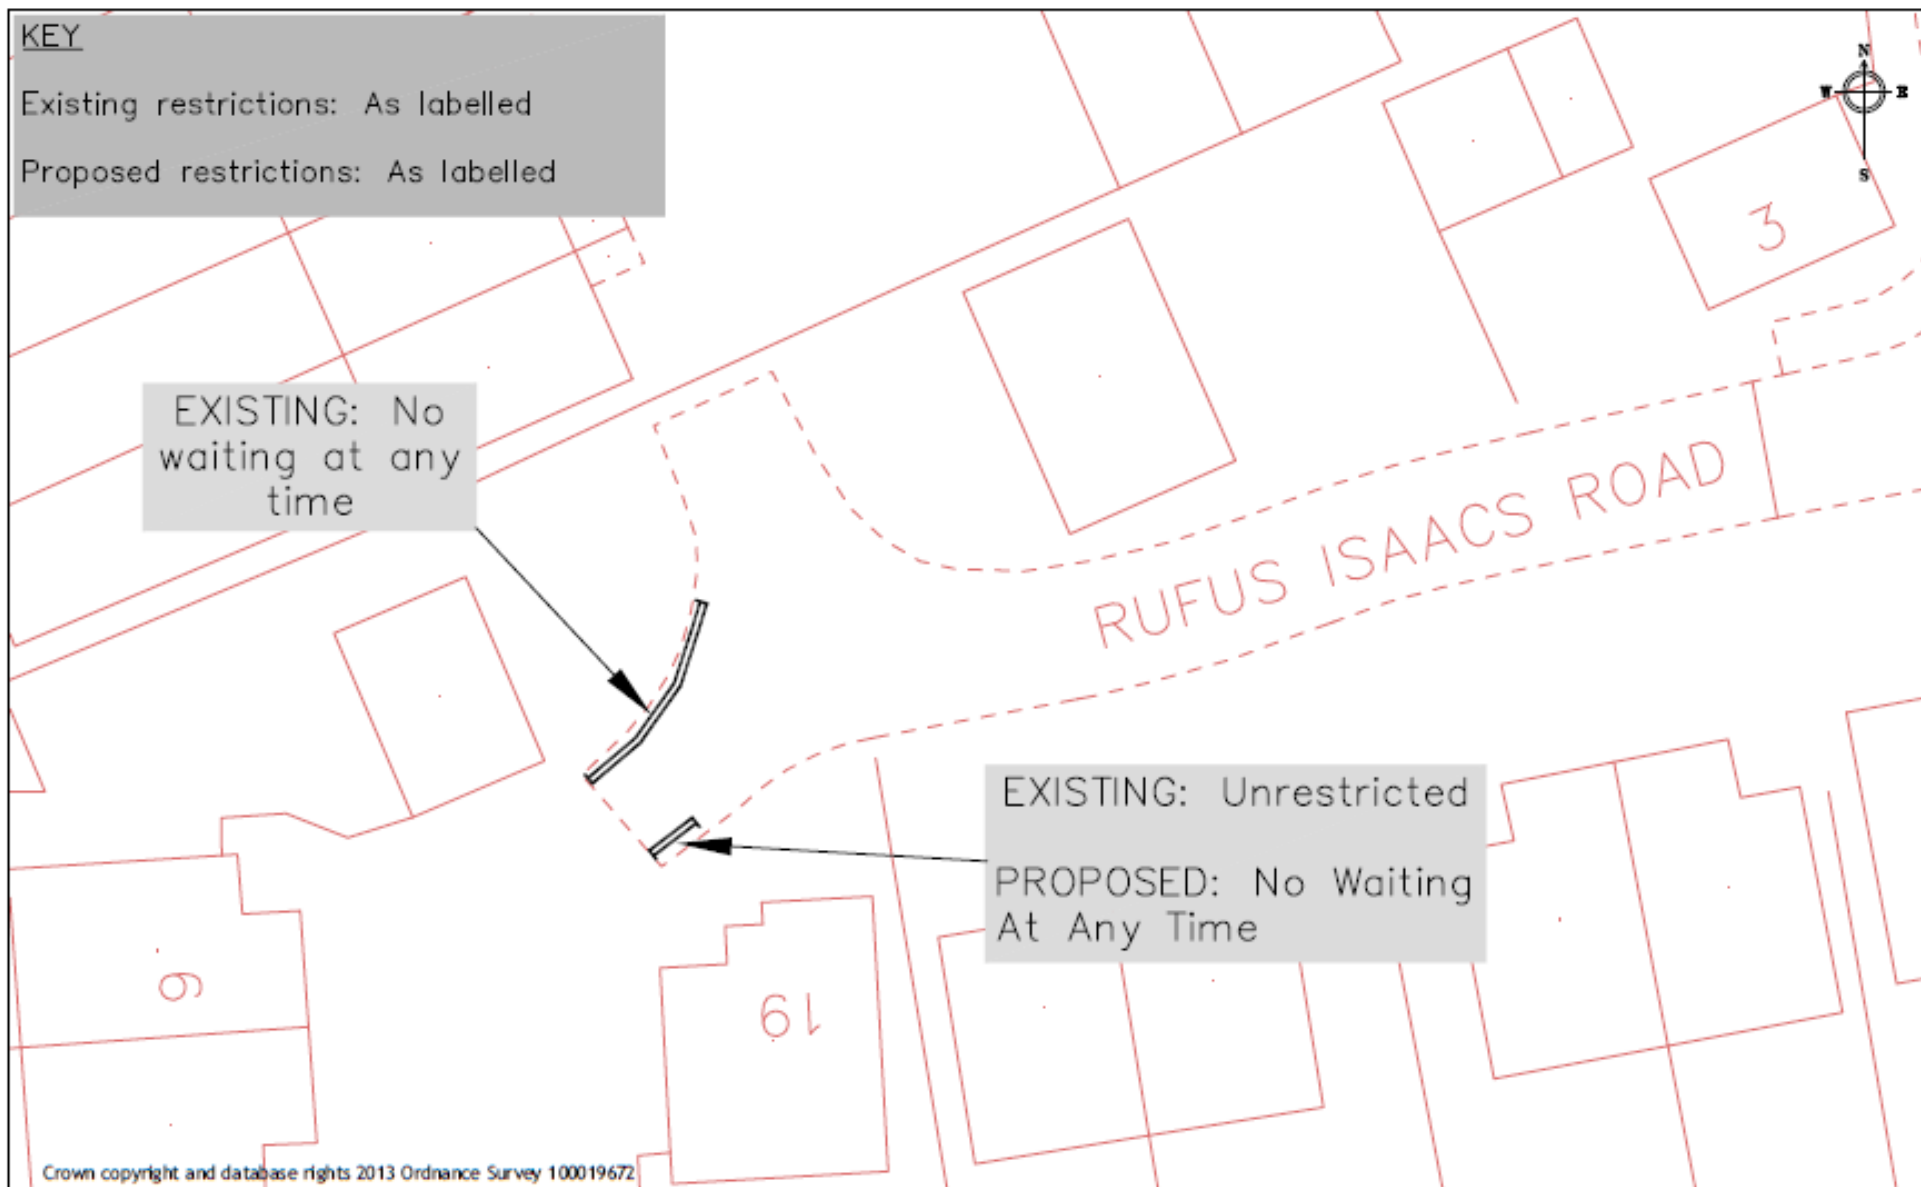 KEY
Existing restrictions: As labelled
Proposed restrictions: As labelled
N
W E
S
3
EXISTING: No
waiting at any
time
RUFUS ISAACS ROAD
EXISTING: Unrestricted
PROPOSED: No Waiting
At Any Time
9
19
Crown copyright and database rights 2013 Ordnance Survey 100019672